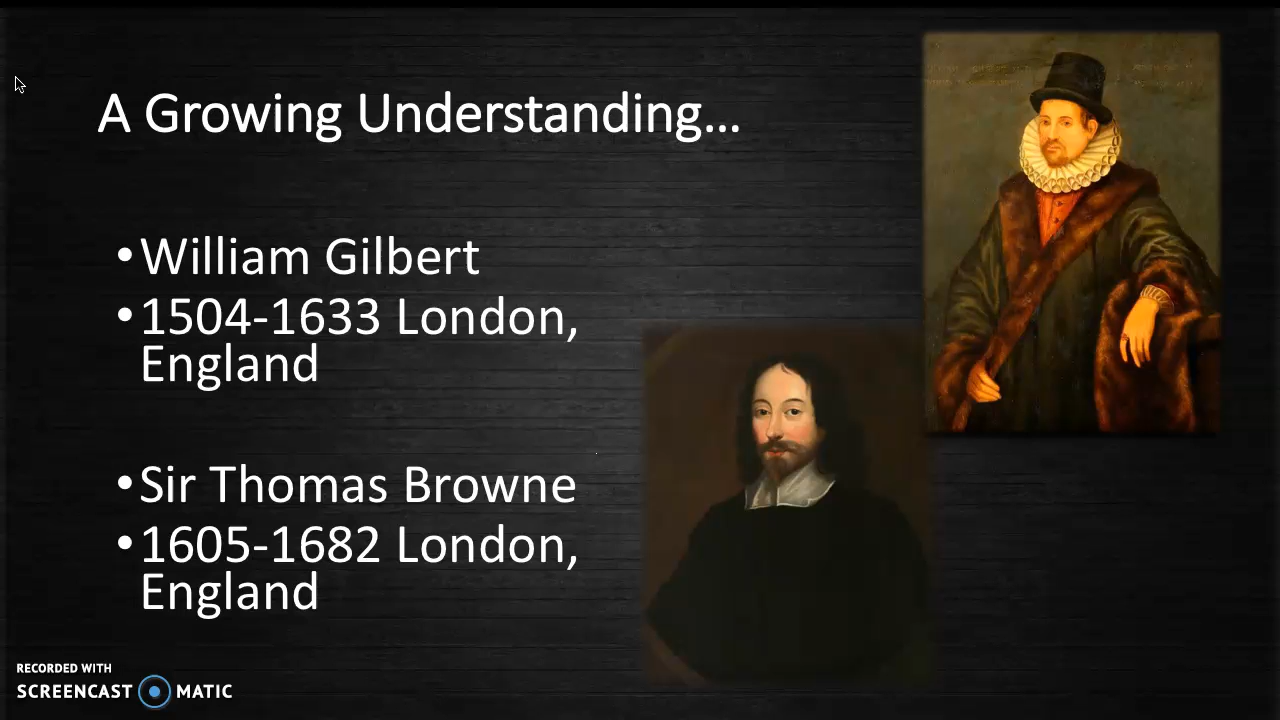 A Growing Understanding...
•William Gilbert
•1504-1633 London,
England
•Sir Thomas Browne
•1605-1682 London,
England
RECORDED WITH
SCREENCAST MATIC